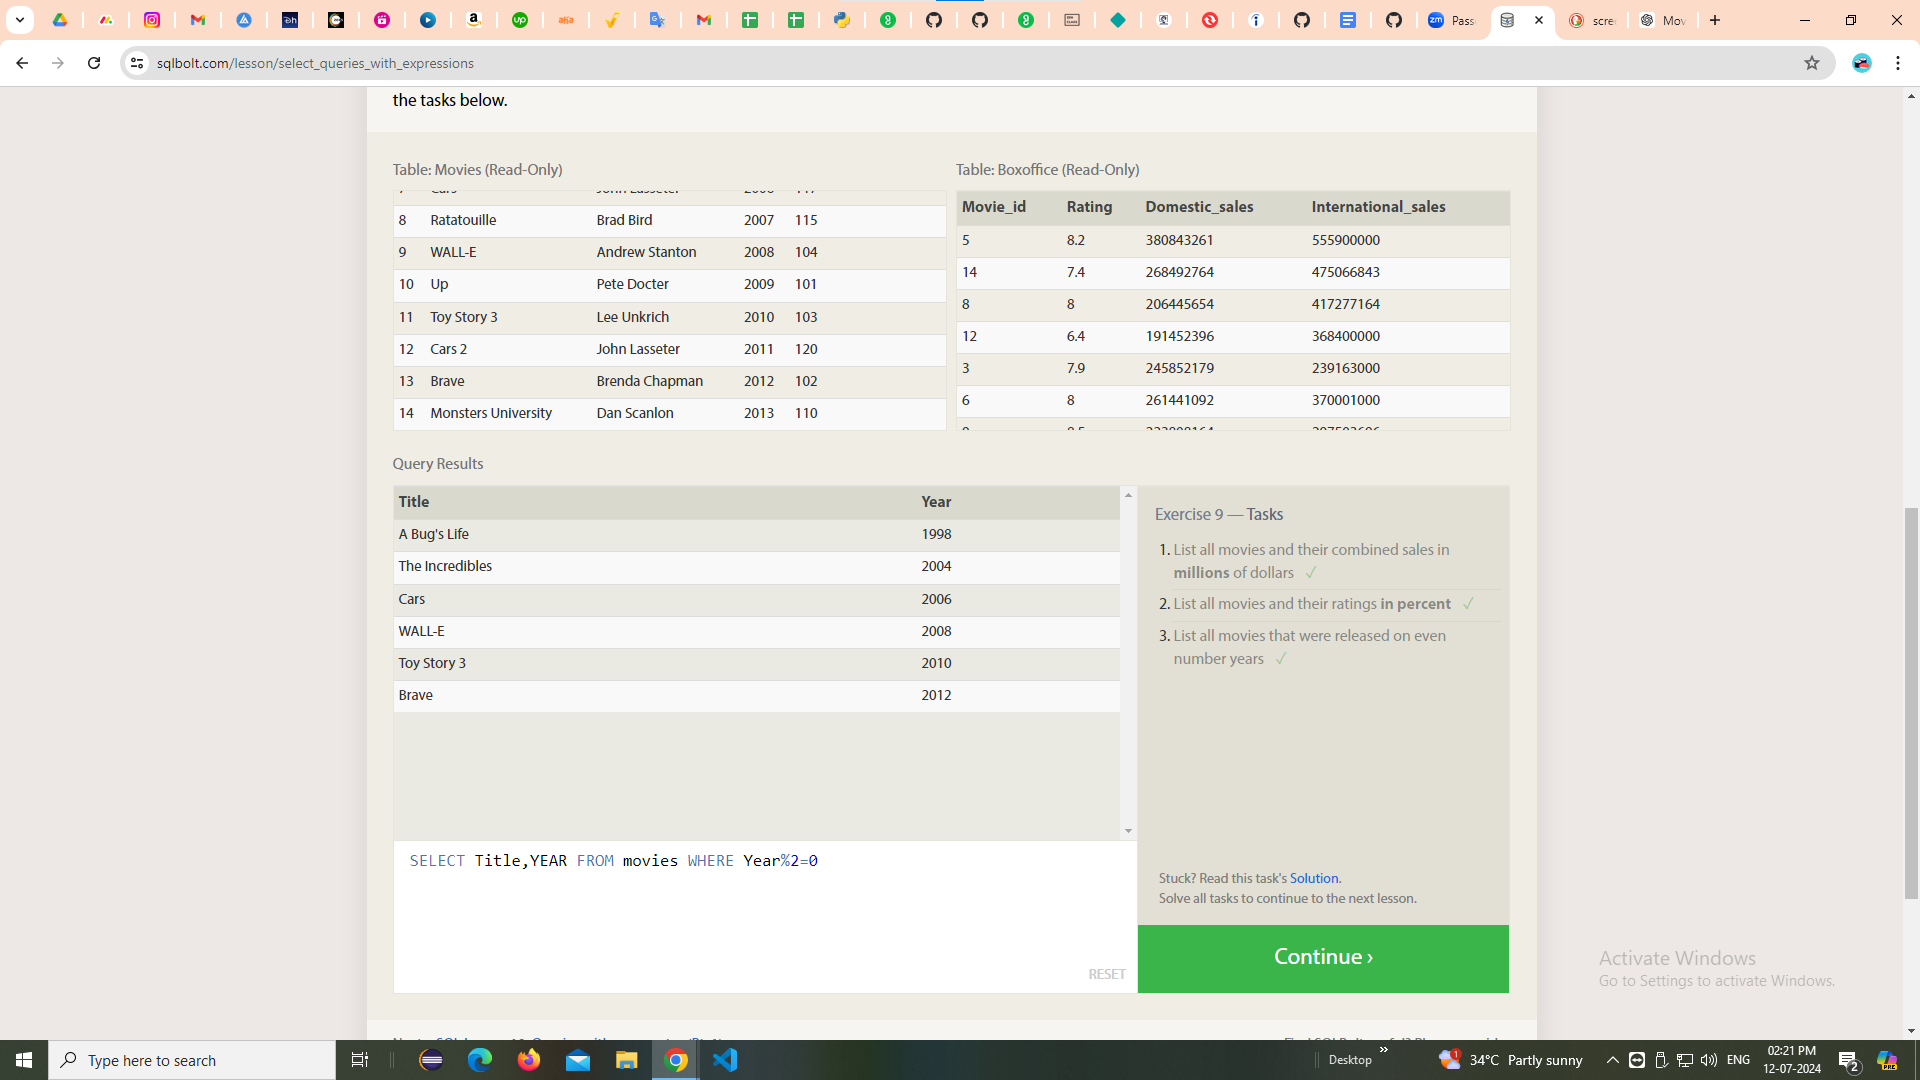 Pass
scre
Mov
sqlbolt.com/lesson/select_queries_with_expressions
the tasks below.
Table: Movies (Read-Only)
8 Ratatouille Brad Bird 2007 115
9 WALL-E Andrew Stanton 2008 104
10 Up Pete Docter 2009 101
11 Toy Story 3 Lee Unkrich 2010 103
12 Cars 2 John Lasseter 2011 120
13 Brave Brenda Chapman 2012 102
14 Monsters University Dan Scanlon 2013 110
Table: Boxoffice (Read-Only)
Movie_id Rating Domestic_sales International_sales
5 8.2 380843261 555900000
14 7.4 268492764 475066843
8 8 206445654 417277164
12 6.4 191452396 368400000
3 7.9 245852179 239163000
6 8 261441092 370001000
Query Results
Title Year
A Bug's Life 1998
The Incredibles 2004
Cars 2006
WALL-E 2008
Toy Story 3 2010
Brave 2012
SELECT Title,YEAR FROM movies WHERE Year%2=0
RESET
Exercise 9 — Tasks
1. List all movies and their combined sales in
millions of dollars ✓
2. List all movies and their ratings in percent ✓
3. List all movies that were released on even
number years ✓
Stuck? Read this task's Solution.
Solve all tasks to continue to the next lesson.
Continue ›
Activate Windows
Go to Settings to activate Windows.
Type here to search
Desktop
34°C Partly sunny
ENG
02:21 PM
12-07-2024
2